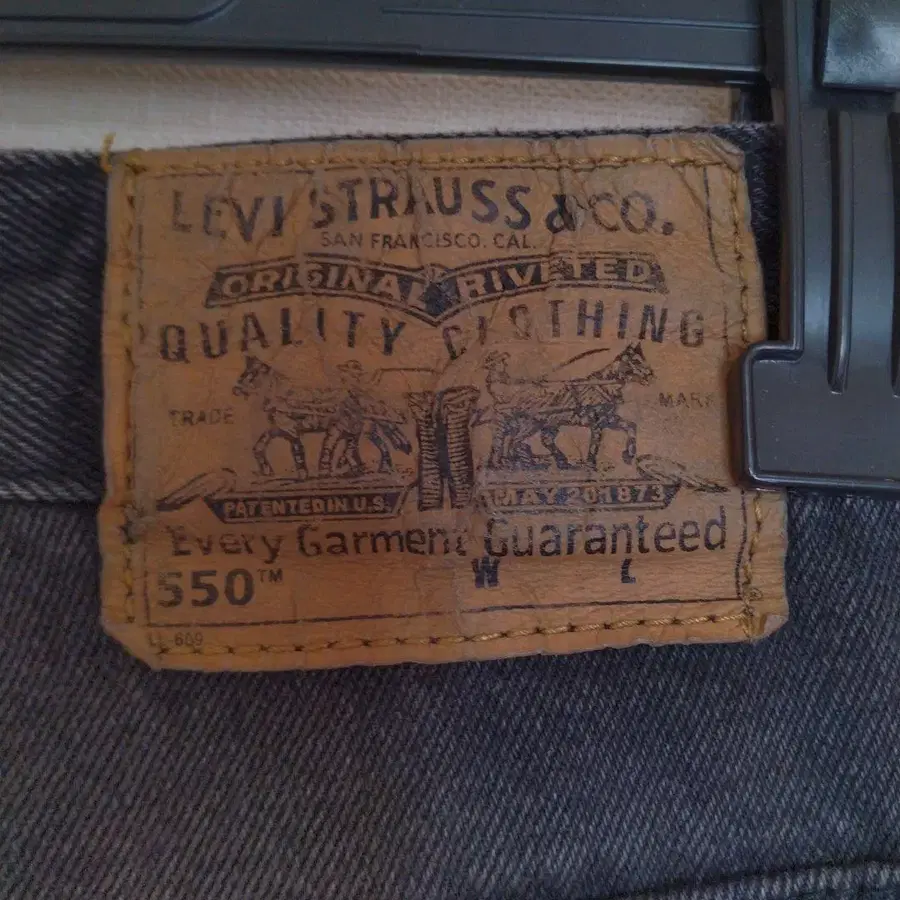 LEVI STRAUSS & CO.
SAN FRANCISCO. CAL.
ORIGINAL RIVETED
QUALITY CLOTHING
TRADE MARK
PATENTED IN U.S. MAY 20 1873
Every Garment Guaranteed
W L
550™